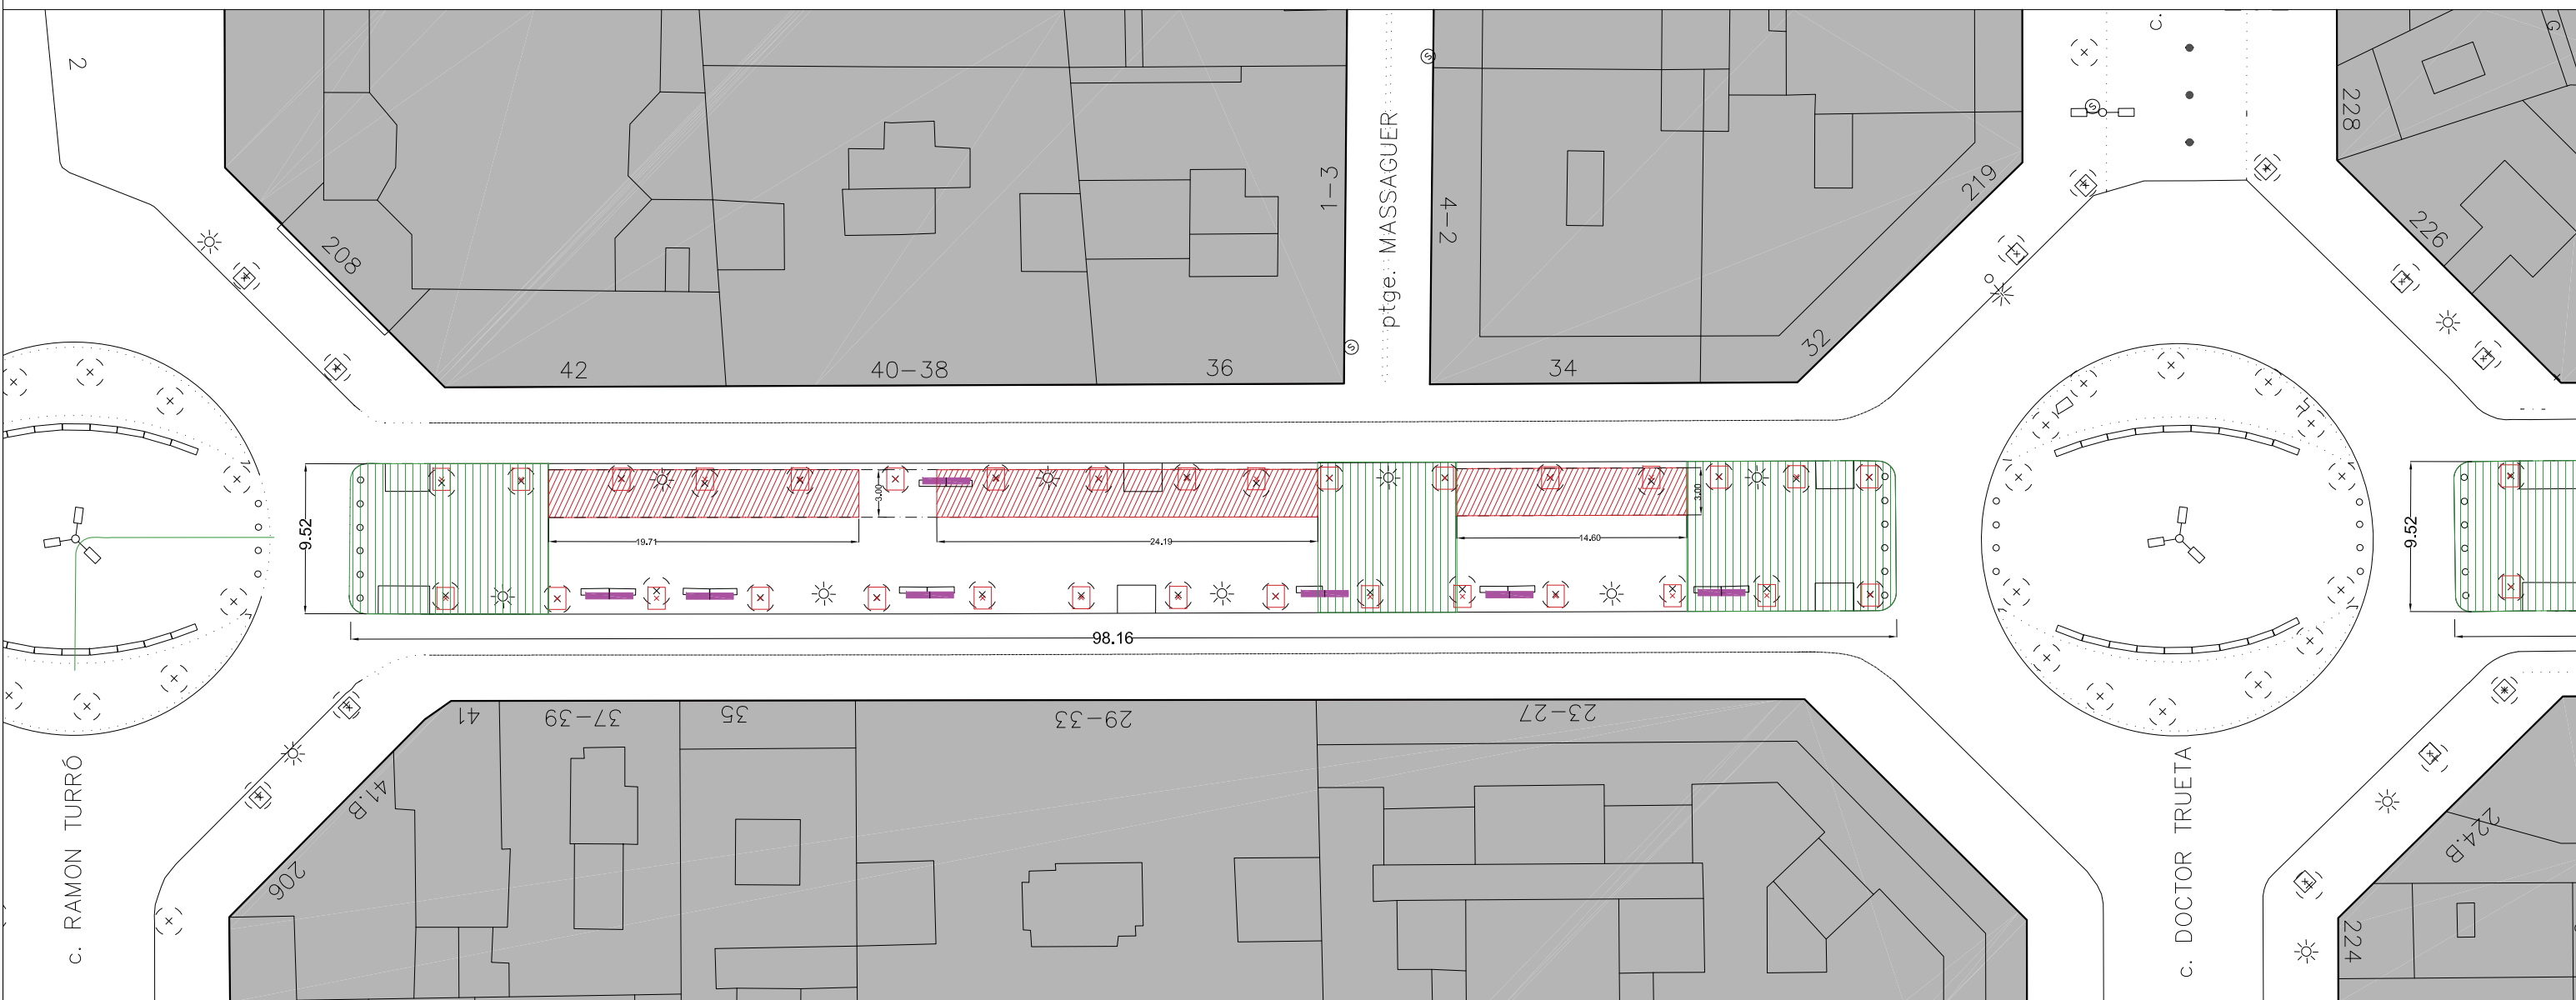 2
208
42
40-38
36
1-3
ptge. MASSAGUER
4-2
34
32
219
c.
228
226
G
S
S
S
9.52
19.71
3.00
24.19
14.60
3.00
98.16
9.52
41
37-39
35
29-33
23-27
41.B
206
c. RAMON TURRÓ
c. DOCTOR TRUETA
224.B
224